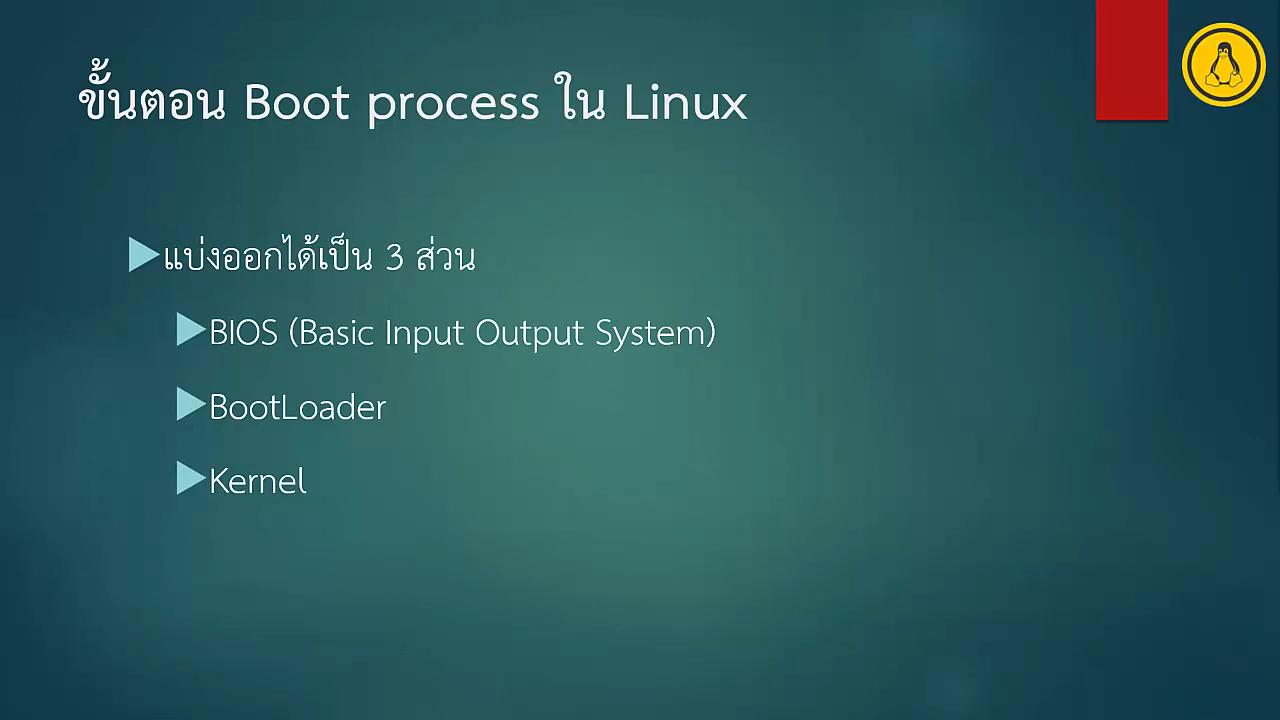 ขั้นตอน Boot process ใน Linux
แบ่งออกได้เป็น 3 ส่วน
BIOS (Basic Input Output System)
BootLoader
Kernel